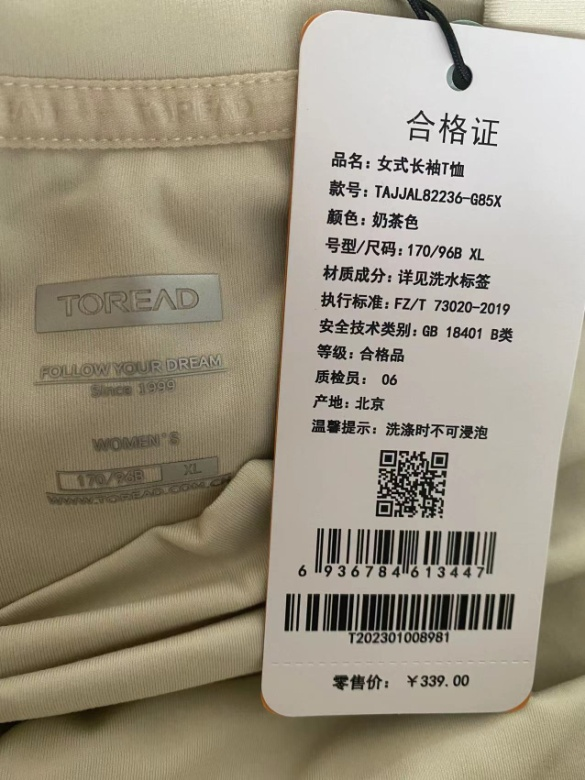 TOREAD
TOREAD
FOLLOW YOUR DREAM
Since 1999
WOMEN'S
170/96B XL
WWW.TOREAD.COM.CN
合格证
品名: 女式长袖T恤
款号: TAJJAL82236-G85X
颜色: 奶茶色
号型/尺码: 170/96B XL
材质成分: 详见洗水标签
执行标准: FZ/T 73020-2019
安全技术类别: GB 18401 B类
等级: 合格品
质检员: 06
产地: 北京
温馨提示: 洗涤时不可浸泡
6 936784 613447
T202301008981
零售价: ¥339.00